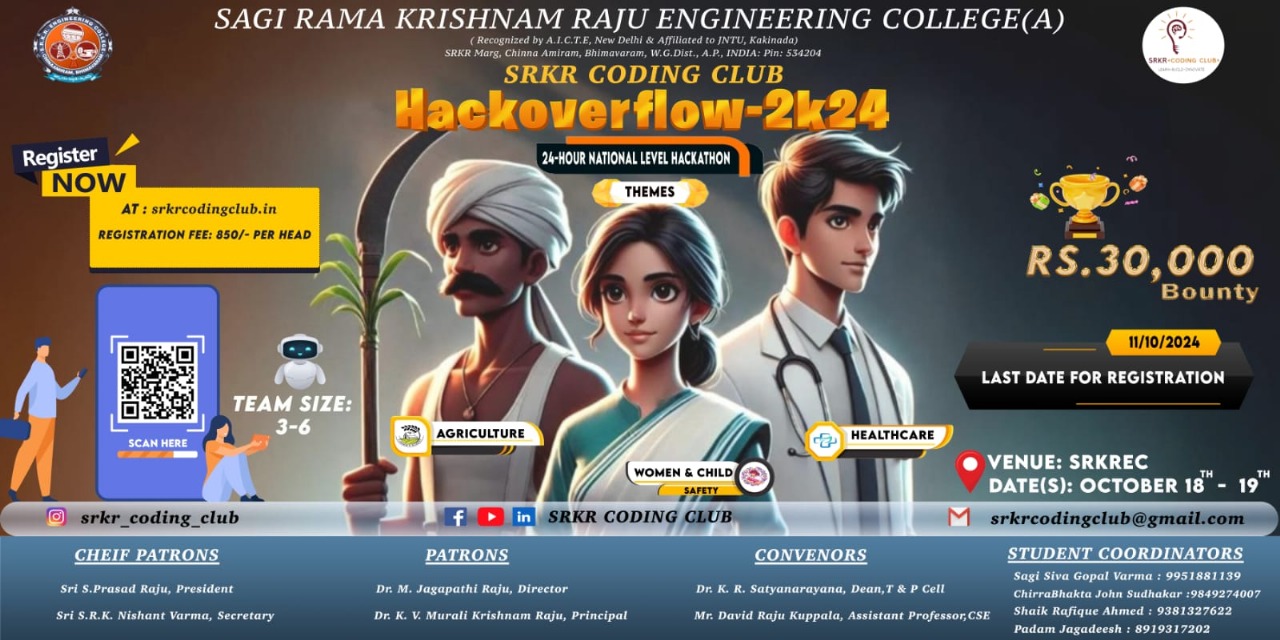 SAGI RAMA KRISHNAM RAJU ENGINEERING COLLEGE(A)
( Recognized by A.I.C.T.E, New Delhi & Affiliated to JNTU, Kakinada)
SRKR Marg, Chinna Amiram, Bhimavaram, W.G.Dist., A.P., INDIA: Pin: 534204
SRKR CODING CLUB
Hackoverflow-2k24
24-HOUR NATIONAL LEVEL HACKATHON
THEMES
SRKR CODING CLUB
Register
NOW
AT : srkrcodingclub.in
REGISTRATION FEE: 850/- PER HEAD
SCAN HERE
TEAM SIZE:
3-6
AGRICULTURE
WOMEN & CHILD
SAFETY
HEALTHCARE
RS.30,000
Bounty
11/10/2024
LAST DATE FOR REGISTRATION
VENUE: SRKREC
DATE(S): OCTOBER 18TH - 19TH
srkr_coding_club
SRKR CODING CLUB
srkrcodingclub@gmail.com
CHEIF PATRONS
Sri S.Prasad Raju, President
Sri S.R.K. Nishant Varma, Secretary
PATRONS
Dr. M. Jagapathi Raju, Director
Dr. K. V. Murali Krishnam Raju, Principal
CONVENORS
Dr. K. R. Satyanarayana, Dean,T & P Cell
Mr. David Raju Kuppala, Assistant Professor,CSE
STUDENT COORDINATORS
Sagi Siva Gopal Varma : 9951881139
ChirraBhakta John Sudhakar :9849274007
Shaik Rafique Ahmed : 9381327622
Padam Jagadeesh : 8919317202